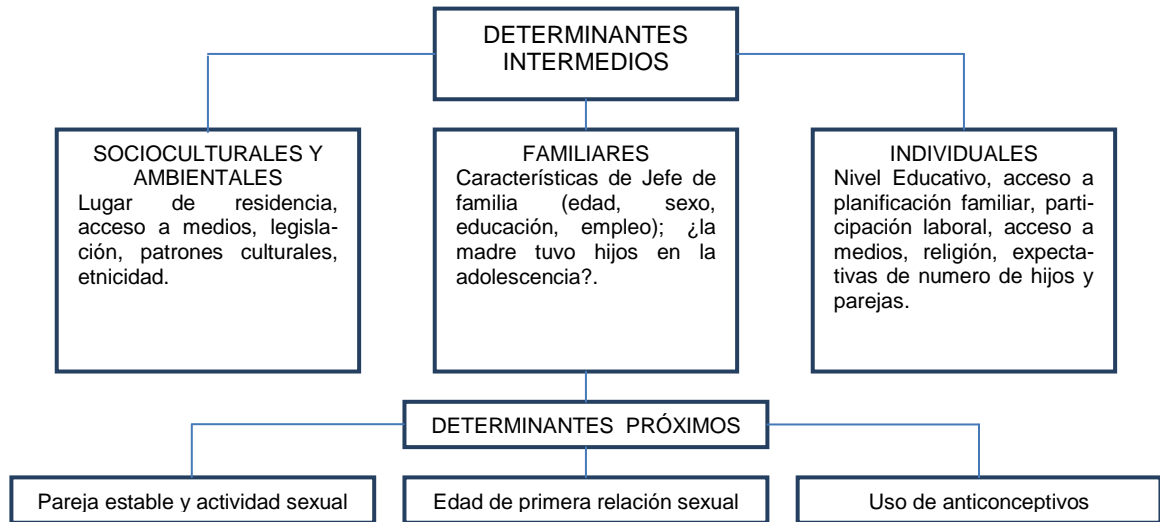 DETERMINANTES
INTERMEDIOS
SOCIOCULTURALES Y
AMBIENTALES
Lugar de residencia,
acceso a medios, legisla-
ción, patrones culturales,
etnicidad.
FAMILIARES
Características de Jefe de
familia (edad, sexo,
educación, empleo); ¿la
madre tuvo hijos en la
adolescencia?.
INDIVIDUALES
Nivel Educativo, acceso a
planificación familiar, parti-
cipación laboral, acceso a
medios, religión, expecta-
tivas de numero de hijos y
parejas.
DETERMINANTES PRÓXIMOS
Pareja estable y actividad sexual
Edad de primera relación sexual
Uso de anticonceptivos